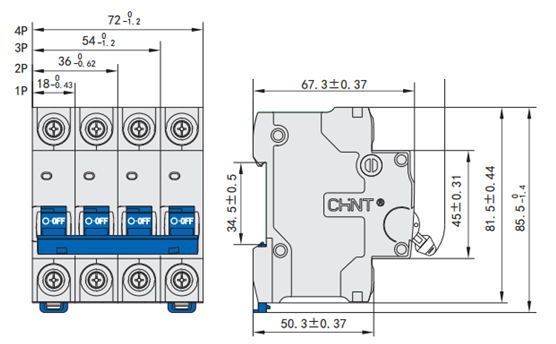 4P 72 0 -1.2
3P 54 0 -1.2
2P 36 0 -0.62
1P 18 0 -0.43
67.3±0.37
O-OFF O-OFF O-OFF O-OFF
CHNT ®
34.5±0.5
45±0.31
81.5±0.44
85.5 0 -1.4
50.3±0.37